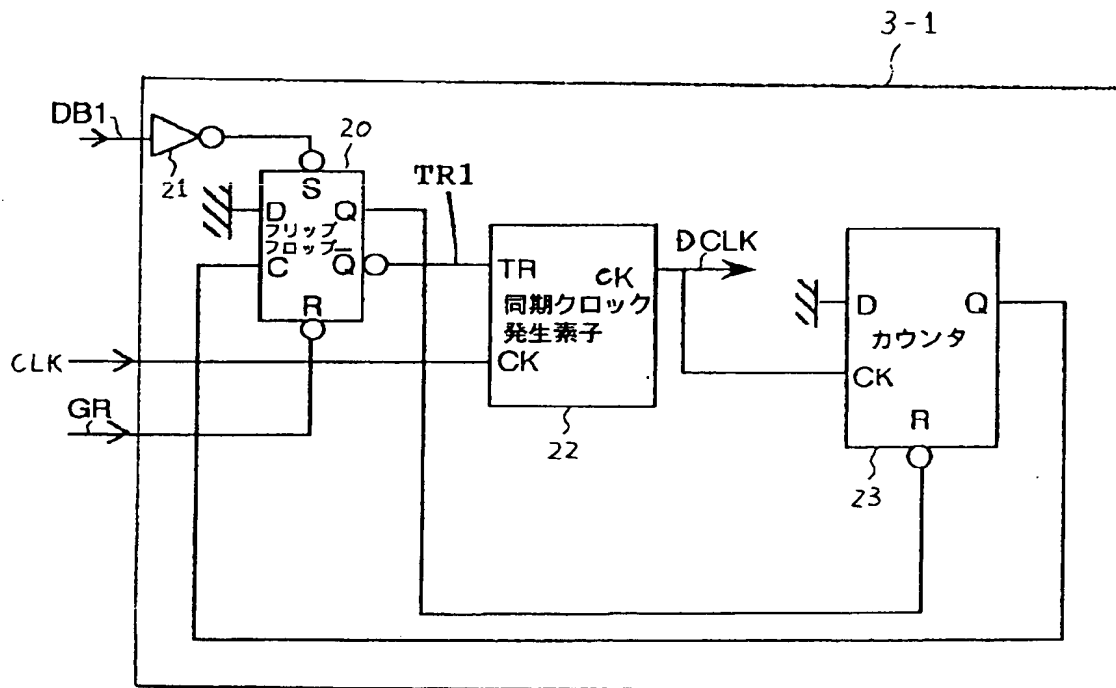 3-1
DB1
21
20
S
D
Q
フリップ
フロップ
C
Q̅
R
TR1
TR
CK
同期クロック
発生素子
CK
22
DCLK
D
Q
カウンタ
CK
R
23
CLK
GR